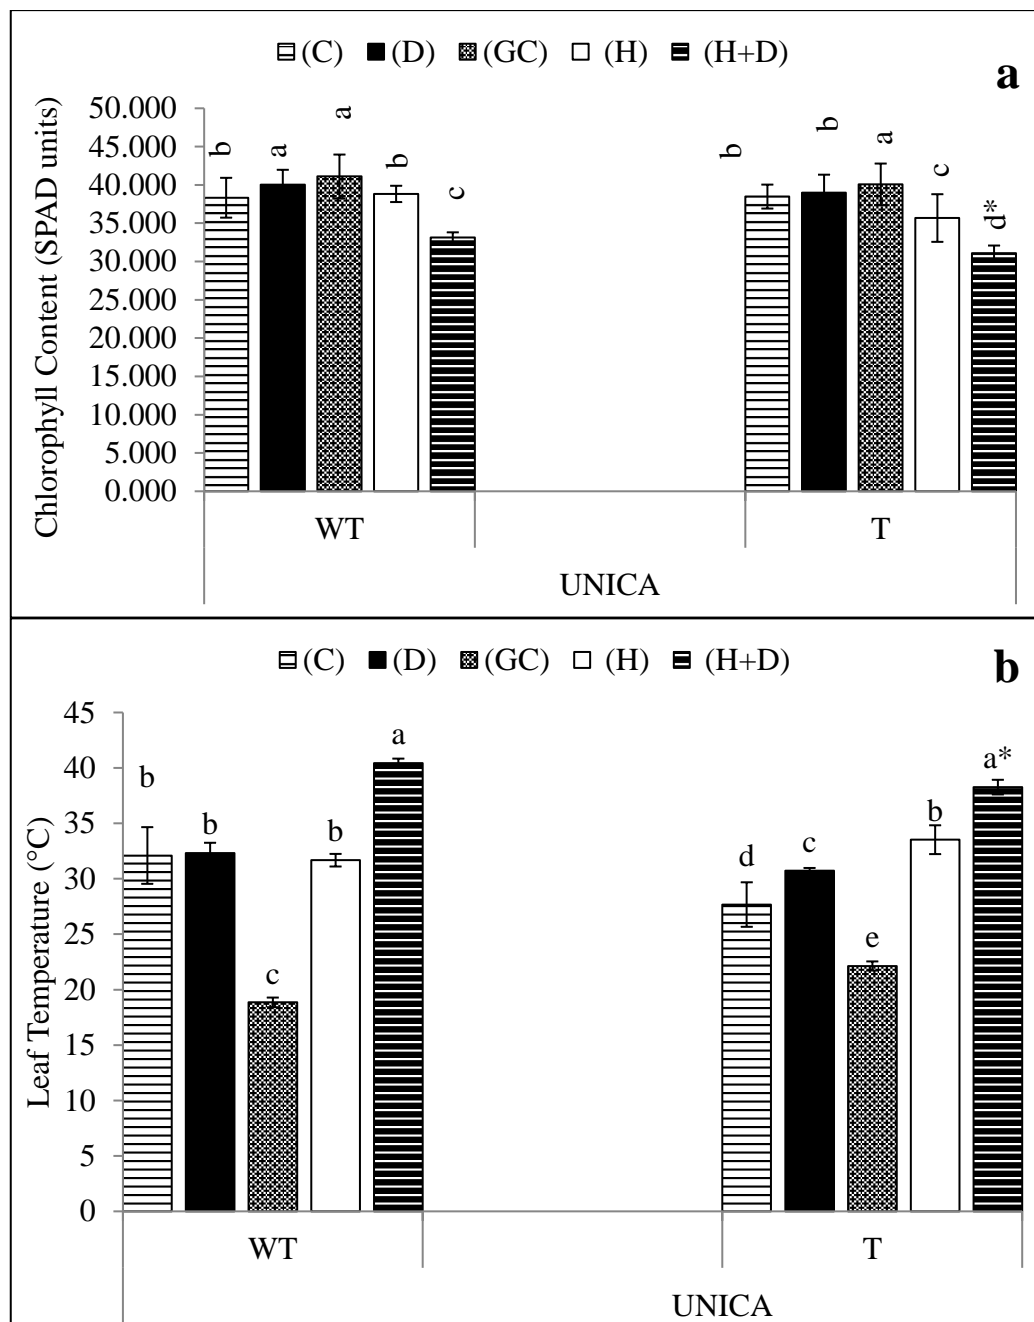 (C) (D) (GC) (H) (H+D)
a
Chlorophyll Content (SPAD units)
50.000
45.000
40.000
35.000
30.000
25.000
20.000
15.000
10.000
5.000
0.000
b a a b c
b b a c d*
WT T
UNICA
(C) (D) (GC) (H) (H+D)
b
Leaf Temperature (°C)
45
40
35
30
25
20
15
10
5
0
b b c b a
d c e b a*
WT T
UNICA